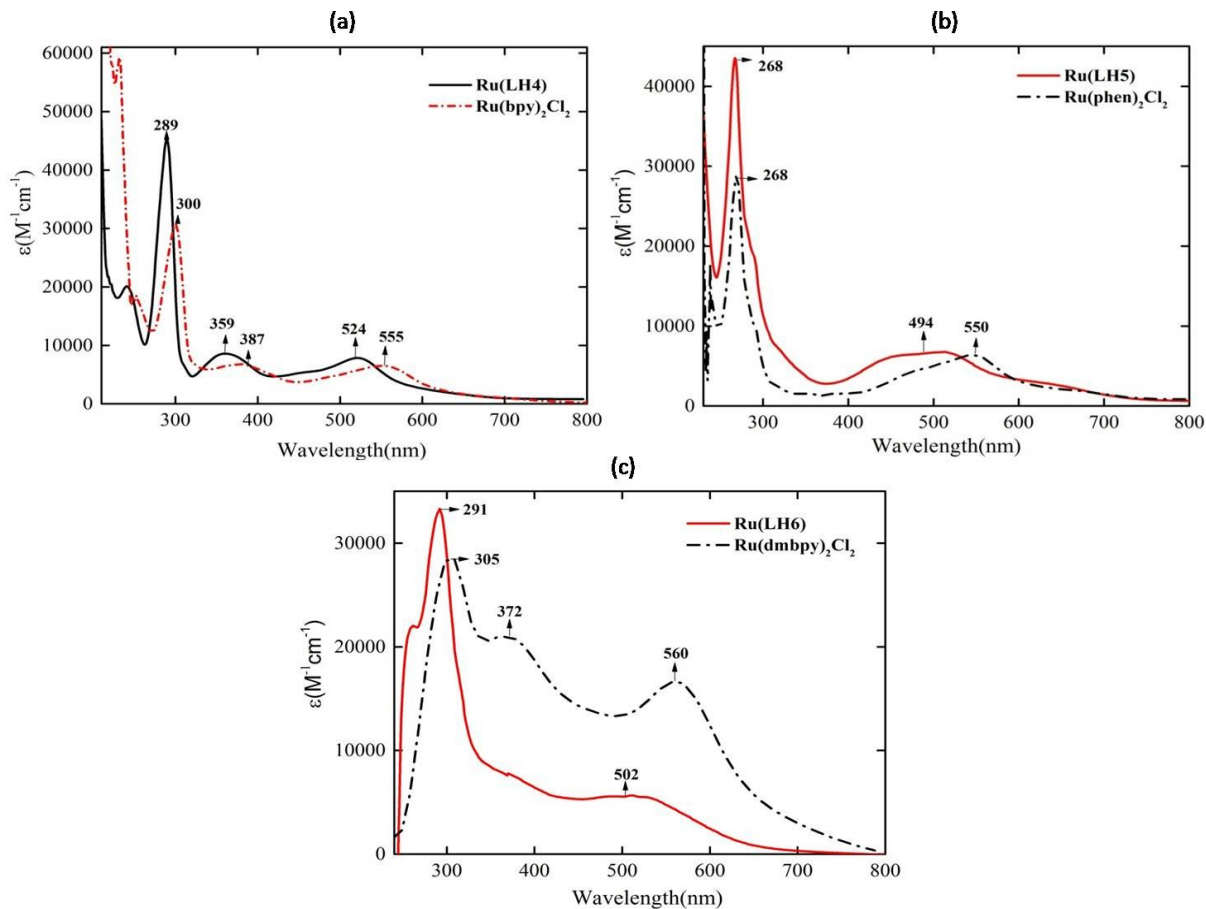 (a)
60000
50000
40000
30000
20000
10000
0
ε(M⁻¹cm⁻¹)
Ru(LH4)
Ru(bpy)₂Cl₂
289
300
359
387
524
555
300 400 500 600 700 800
Wavelength(nm)
(b)
40000
30000
20000
10000
0
ε(M⁻¹cm⁻¹)
Ru(LH5)
Ru(phen)₂Cl₂
268
268
494
550
300 400 500 600 700 800
Wavelength(nm)
(c)
30000
20000
10000
0
ε(M⁻¹cm⁻¹)
Ru(LH6)
Ru(dmbpy)₂Cl₂
291
305
372
560
502
300 400 500 600 700 800
Wavelength(nm)